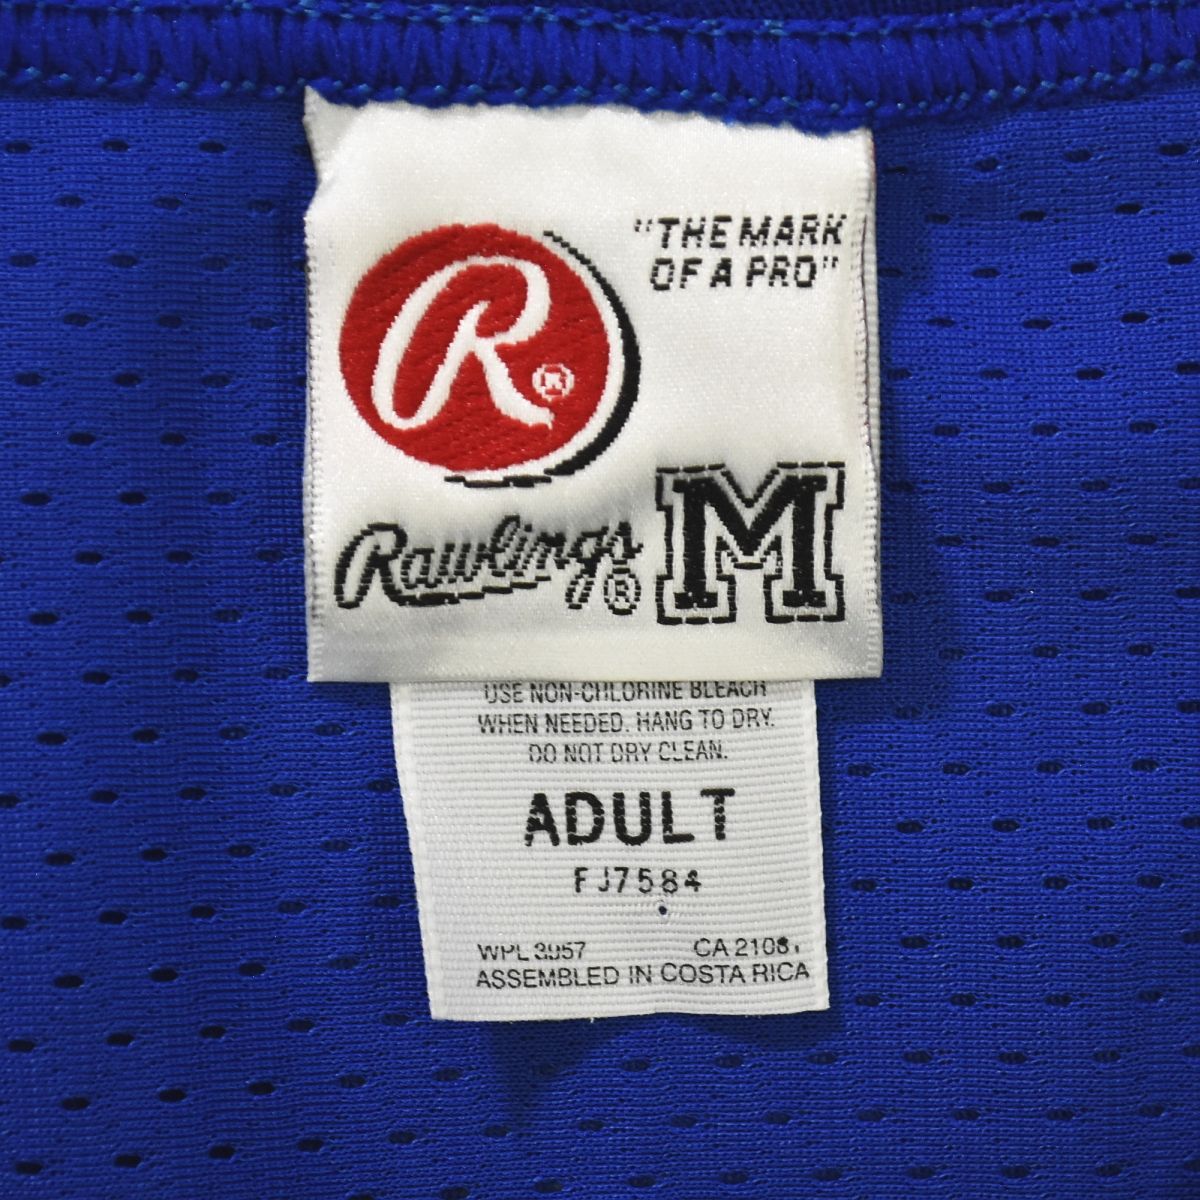 "THE MARK
OF A PRO"
R®
Rawlings® M
USE NON-CHLORINE BLEACH
WHEN NEEDED. HANG TO DRY.
DO NOT DRY CLEAN.
ADULT
FJ7584
WPL 3957 CA
ASSEMBLED IN COSTA RICA